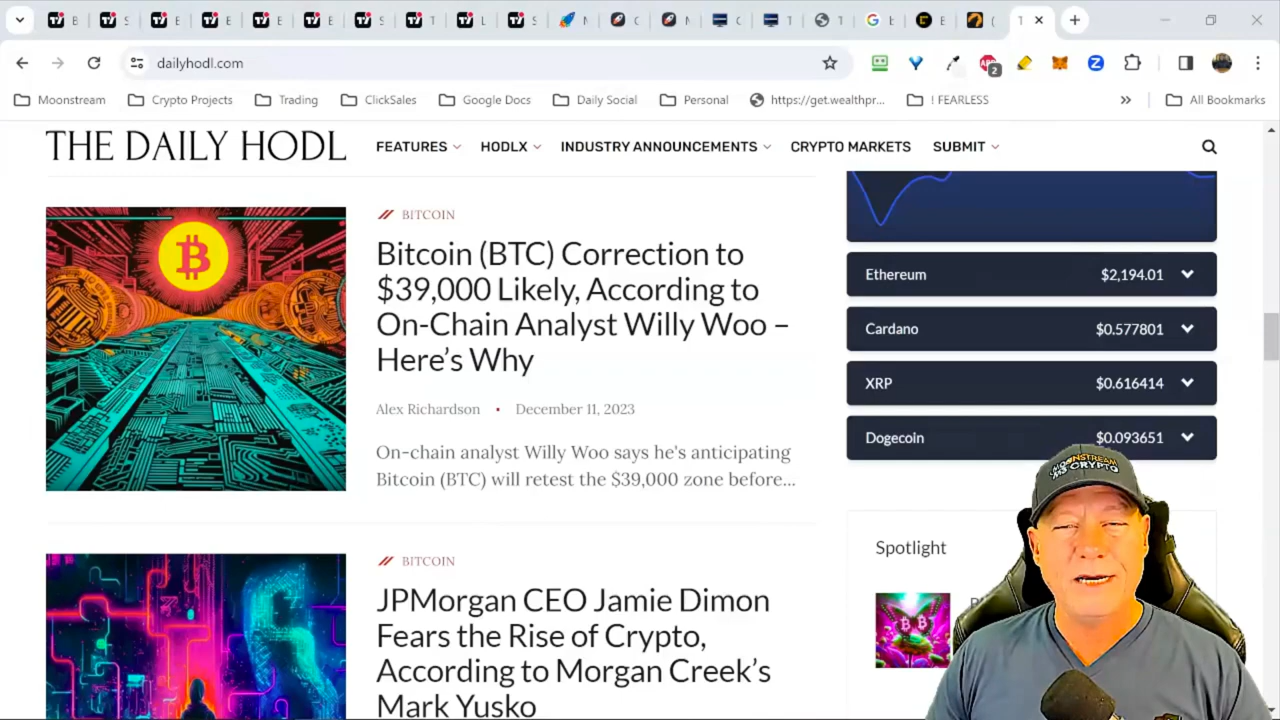 dailyhodl.com
2
Moonstream
Crypto Projects
Trading
ClickSales
Google Docs
Daily Social
Personal
https://get.wealthpr...
! FEARLESS
All Bookmarks
THE DAILY HODL
FEATURES
HODLX
INDUSTRY ANNOUNCEMENTS
CRYPTO MARKETS
SUBMIT
BITCOIN
Bitcoin (BTC) Correction to
$39,000 Likely, According to
On-Chain Analyst Willy Woo –
Here's Why
Alex Richardson • December 11, 2023
On-chain analyst Willy Woo says he's anticipating
Bitcoin (BTC) will retest the $39,000 zone before...
BITCOIN
JPMorgan CEO Jamie Dimon
Fears the Rise of Crypto,
According to Morgan Creek's
Mark Yusko
Ethereum $2,194.01
Cardano $0.577801
XRP $0.616414
Dogecoin $0.093651
Spotlight
MOONSTREAM
CRYPTO